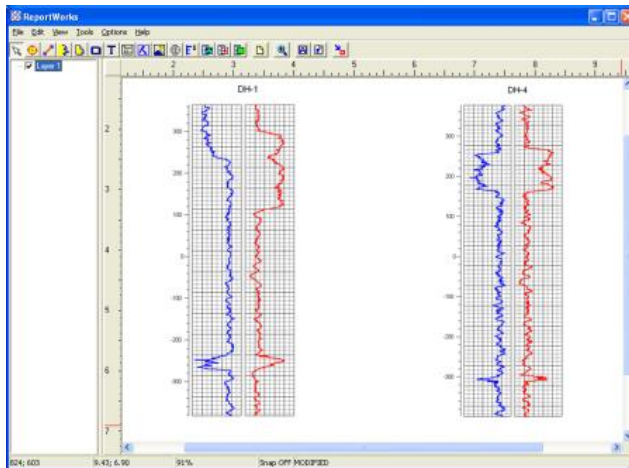 ReportWorks
File Edit View Tools Options Help
Layer 1
2 3 4 5 6 7 8 9
DH-1 DH-4
2
3
4
5
6
7
300 300
200 200
100 100
0 0
-100 -100
-200 -200
-300 -300
824; 603 9.43; 6.90 91% Snap OFF MODIFIED